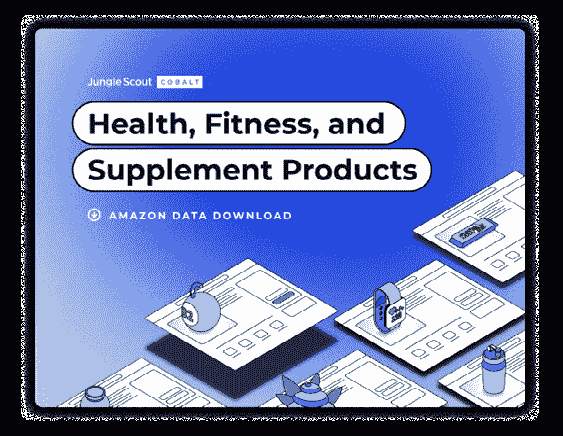 Jungle Scout COBALT
Health, Fitness, and
Supplement Products
AMAZON DATA DOWNLOAD